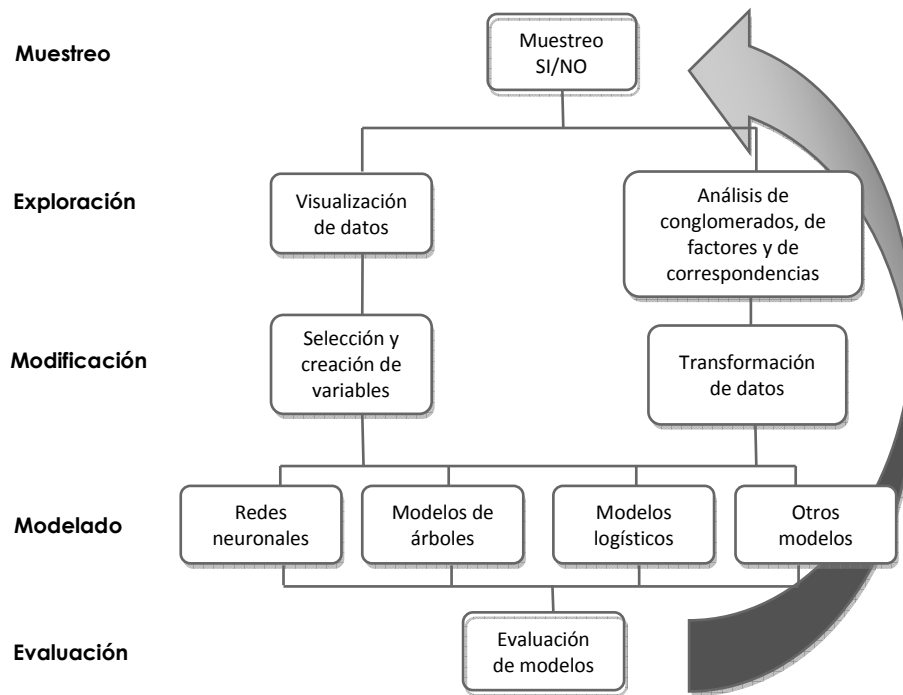 Muestreo
Muestreo
SI/NO
Exploración
Visualización
de datos
Análisis de
conglomerados, de
factores y de
correspondencias
Modificación
Selección y
creación de
variables
Transformación
de datos
Modelado
Redes
neuronales
Modelos de
árboles
Modelos
logísticos
Otros
modelos
Evaluación
Evaluación
de modelos